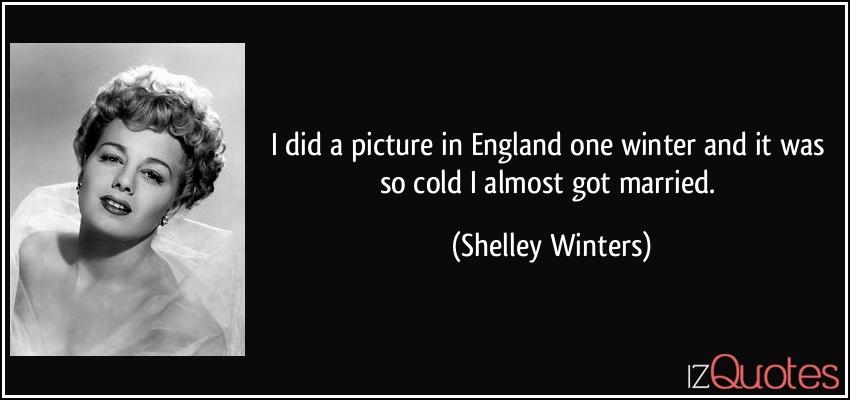 I did a picture in England one winter and it was
so cold I almost got married.
(Shelley Winters)
IZQuotes